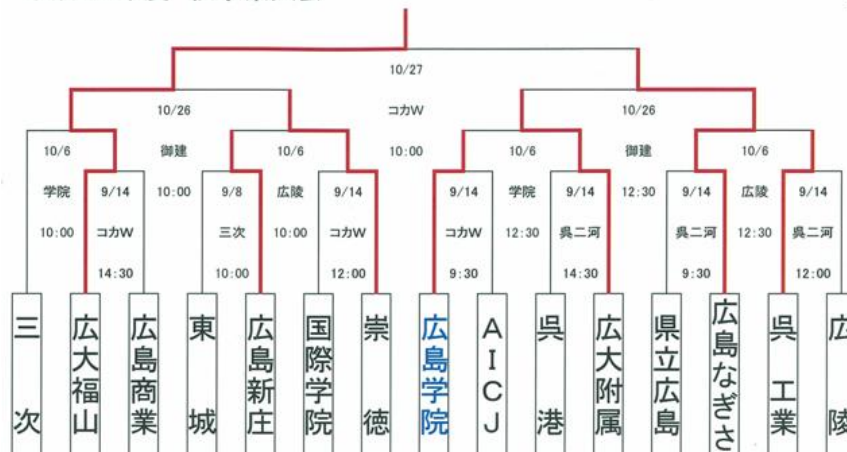 10/27
コカW
10:00
10/26
御建
10:00
10/26
御建
12:30
10/6
学院
10:00
10/6
広陵
10:00
10/6
学院
12:30
10/6
広陵
12:30
9/14
コカW
14:30
9/8
三次
10:00
9/14
コカW
12:00
9/14
コカW
9:30
9/14
呉二河
14:30
9/14
呉二河
9:30
9/14
呉二河
12:00
三次
広大福山
広島商業
東城
広島新庄
国際学院
崇徳
広島学院
AICJ
呉港
広大附属
県立広島
広島なぎさ
呉工業
広陵